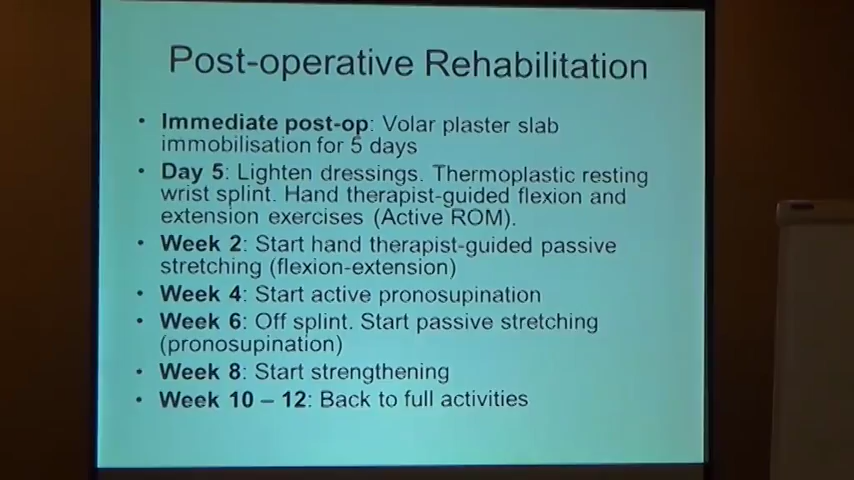 Post-operative Rehabilitation
• Immediate post-op: Volar plaster slab
immobilisation for 5 days
• Day 5: Lighten dressings. Thermoplastic resting
wrist splint. Hand therapist-guided flexion and
extension exercises (Active ROM).
• Week 2: Start hand therapist-guided passive
stretching (flexion-extension)
• Week 4: Start active pronosupination
• Week 6: Off splint. Start passive stretching
(pronosupination)
• Week 8: Start strengthening
• Week 10 – 12: Back to full activities